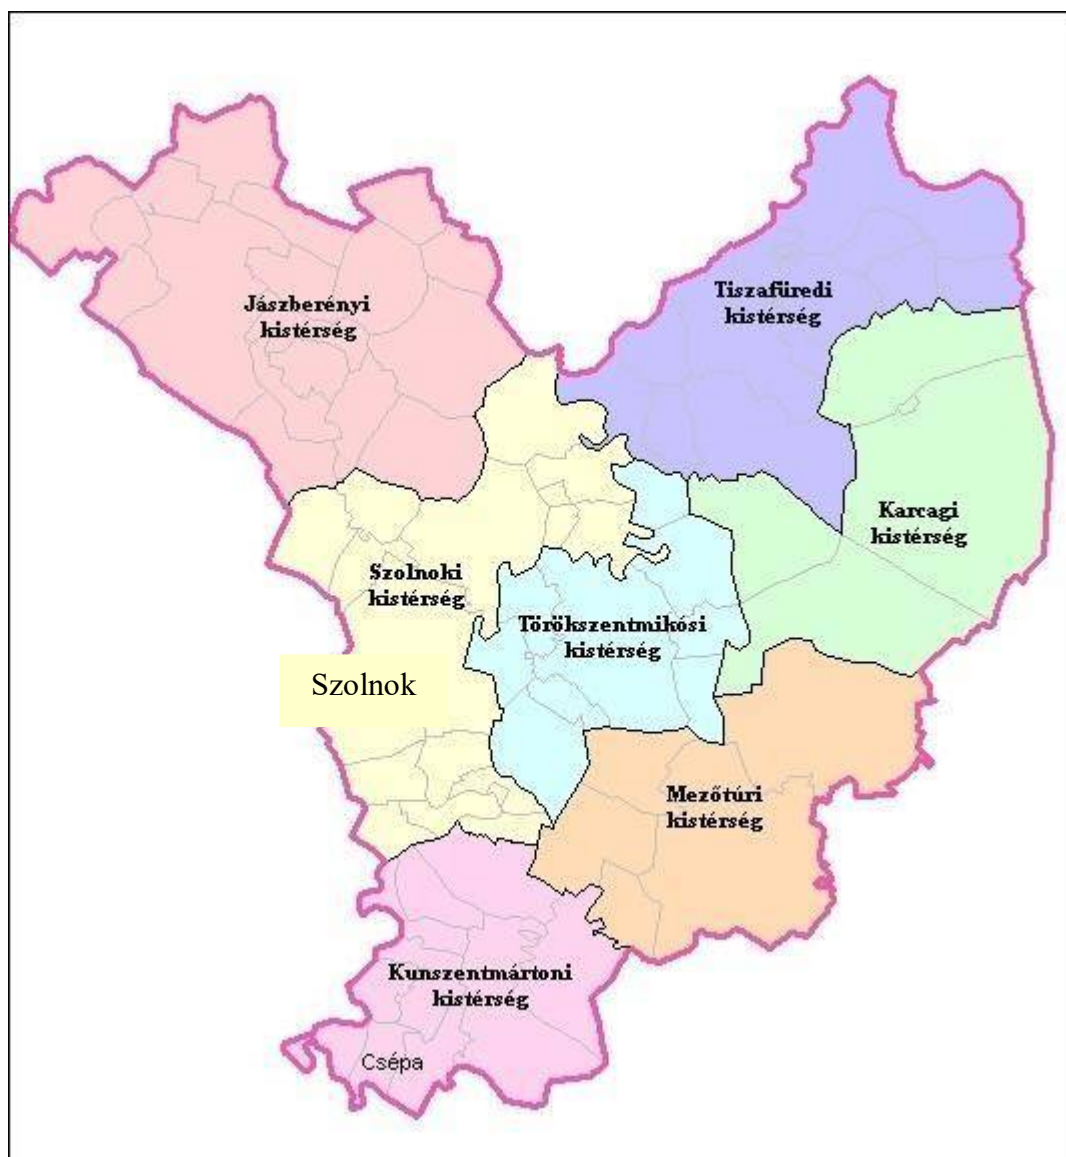 Jászberényi
kistérség
Tiszafüredi
kistérség
Karcagi
kistérség
Szolnoki
kistérség
Törökszentmikósi
kistérség
Szolnok
Mezőtúri
kistérség
Kunszentmártoni
kistérség
Csépa